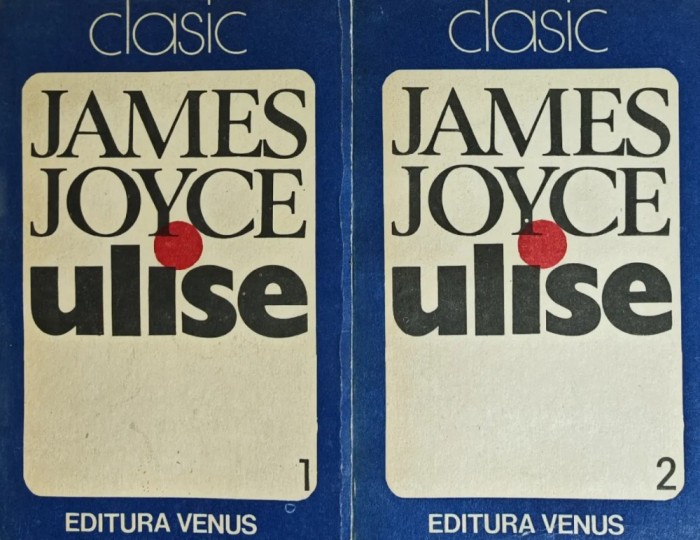 clasic
JAMES
JOYCE
ulise
1
EDITURA VENUS
clasic
JAMES
JOYCE
ulise
2
EDITURA VENUS